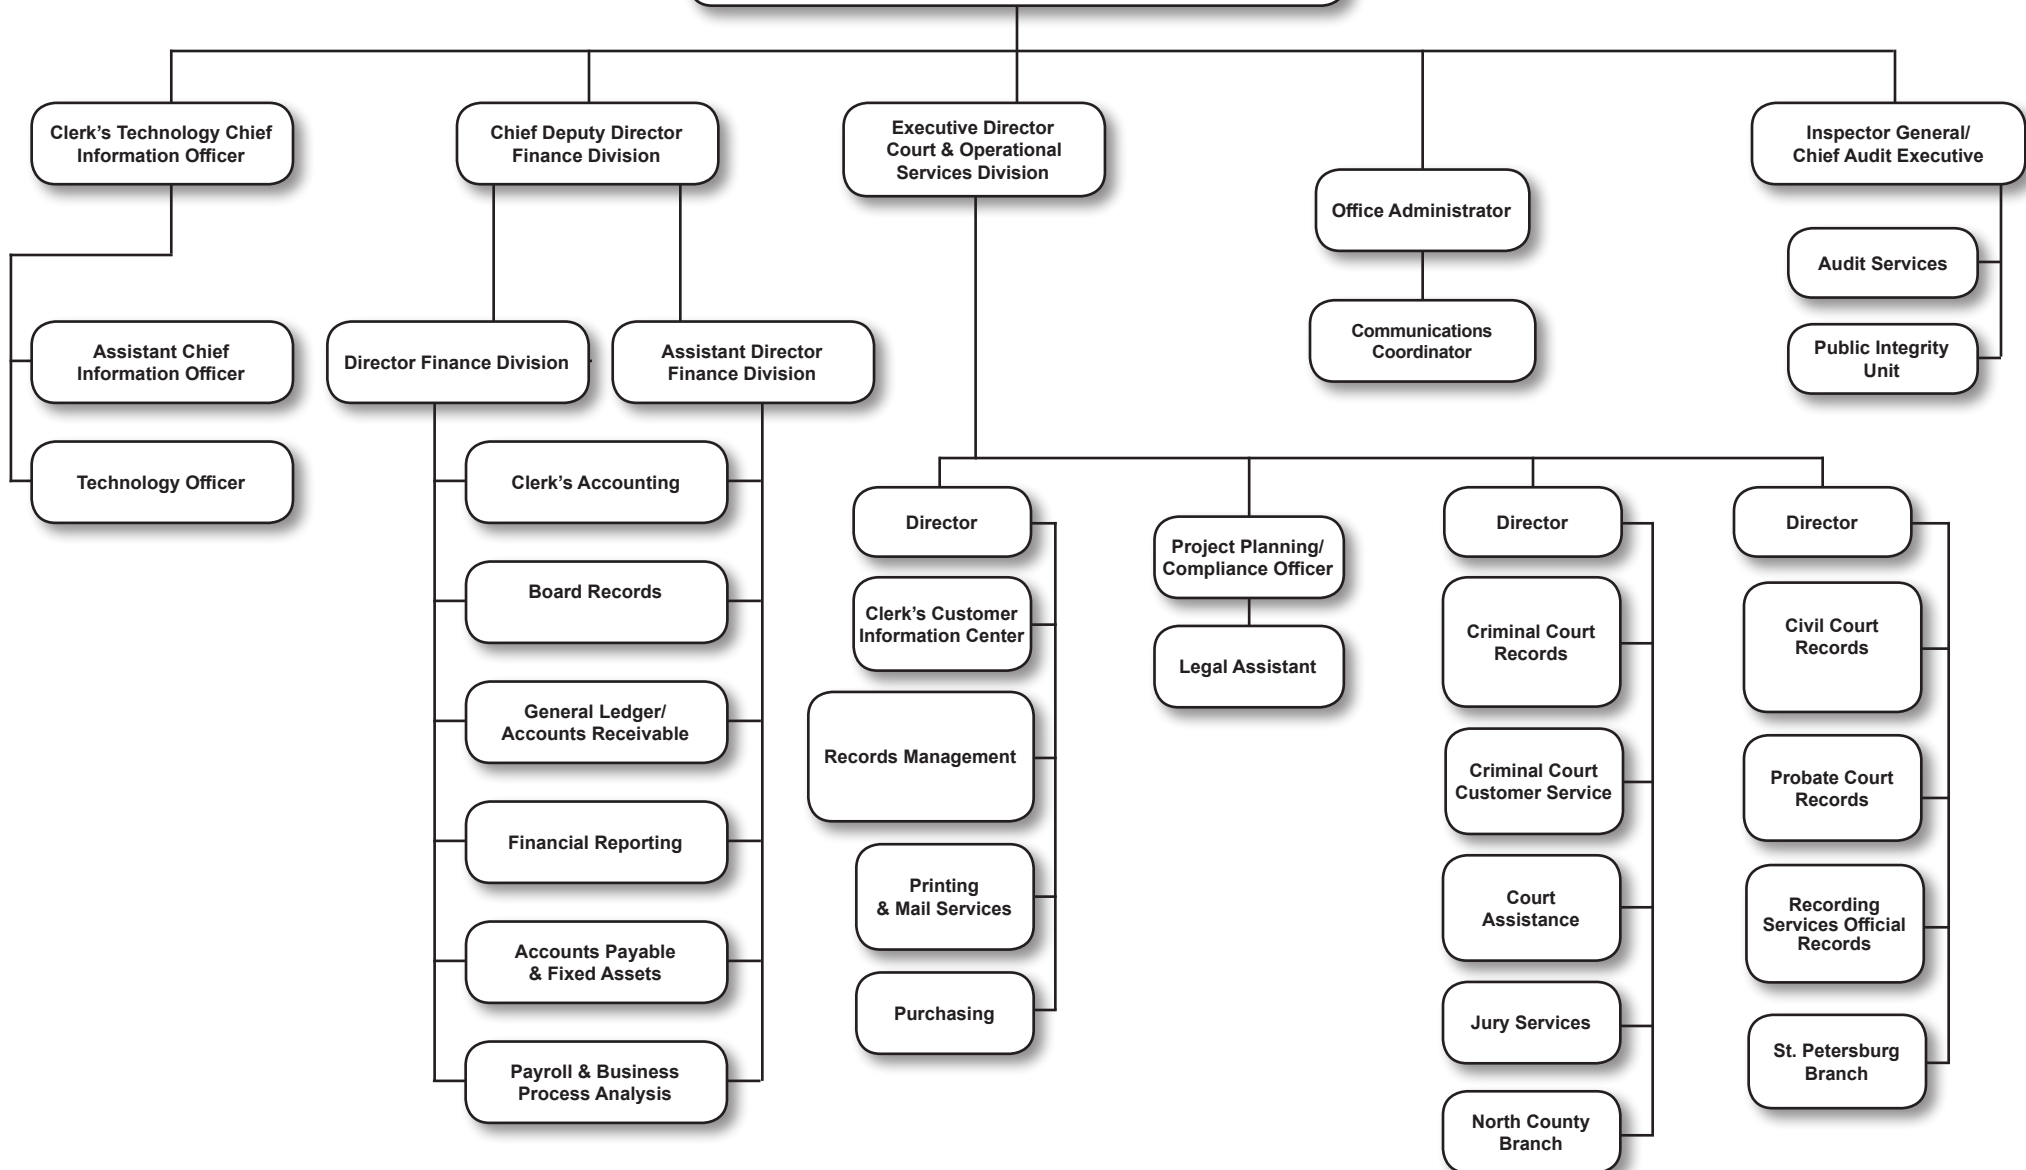 Clerk’s Technology Chief
Information Officer
Chief Deputy Director
Finance Division
Executive Director
Court & Operational
Services Division
Office Administrator
Inspector General/
Chief Audit Executive
Audit Services
Public Integrity
Unit
Communications
Coordinator
Assistant Chief
Information Officer
Technology Officer
Director Finance Division
Assistant Director
Finance Division
Clerk’s Accounting
Board Records
General Ledger/
Accounts Receivable
Financial Reporting
Accounts Payable
& Fixed Assets
Payroll & Business
Process Analysis
Director
Clerk’s Customer
Information Center
Records Management
Printing
& Mail Services
Purchasing
Project Planning/
Compliance Officer
Legal Assistant
Director
Criminal Court
Records
Criminal Court
Customer Service
Court
Assistance
Jury Services
North County
Branch
Director
Civil Court
Records
Probate Court
Records
Recording
Services Official
Records
St. Petersburg
Branch